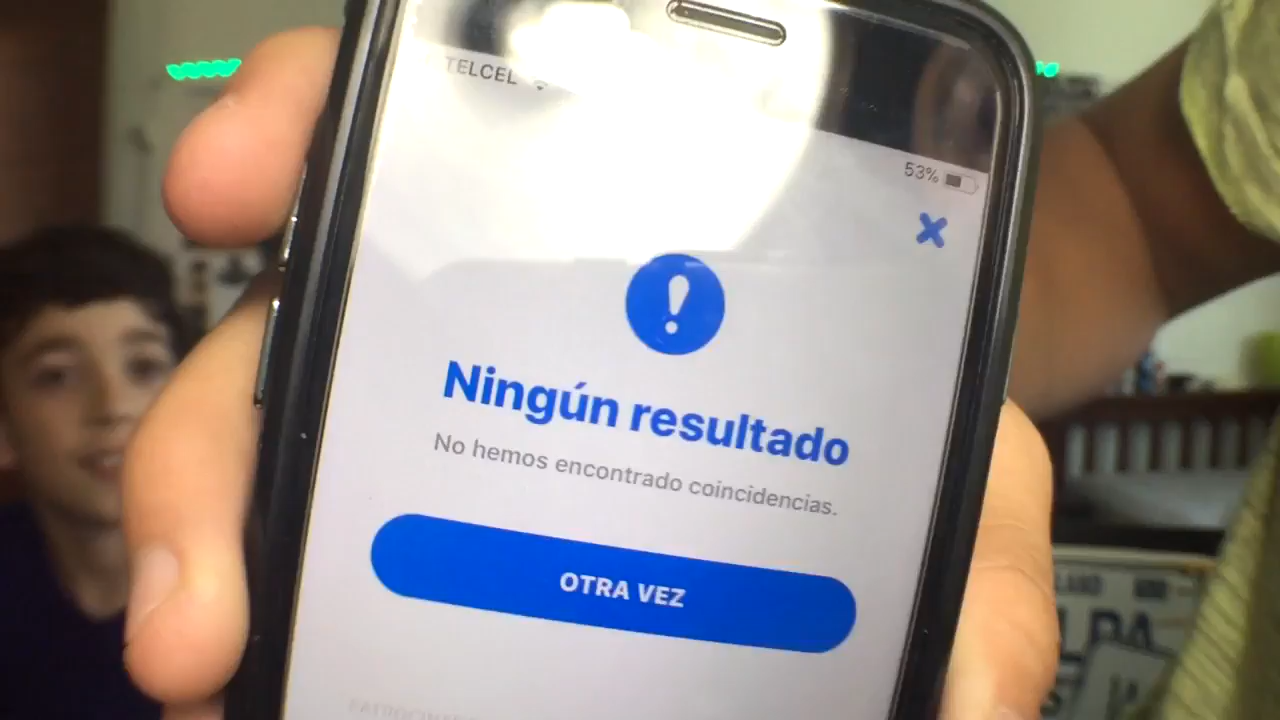 TELCEL
53%
Ningún resultado
No hemos encontrado coincidencias.
OTRA VEZ